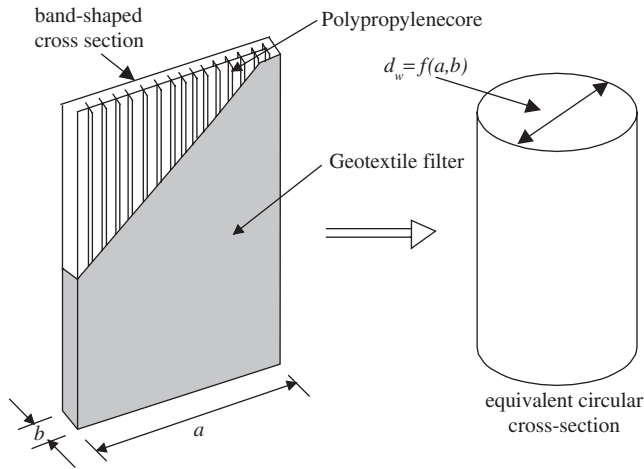 band-shaped
cross section
Polypropylenecore
d_w = f(a,b)
Geotextile filter
b
a
equivalent circular
cross-section